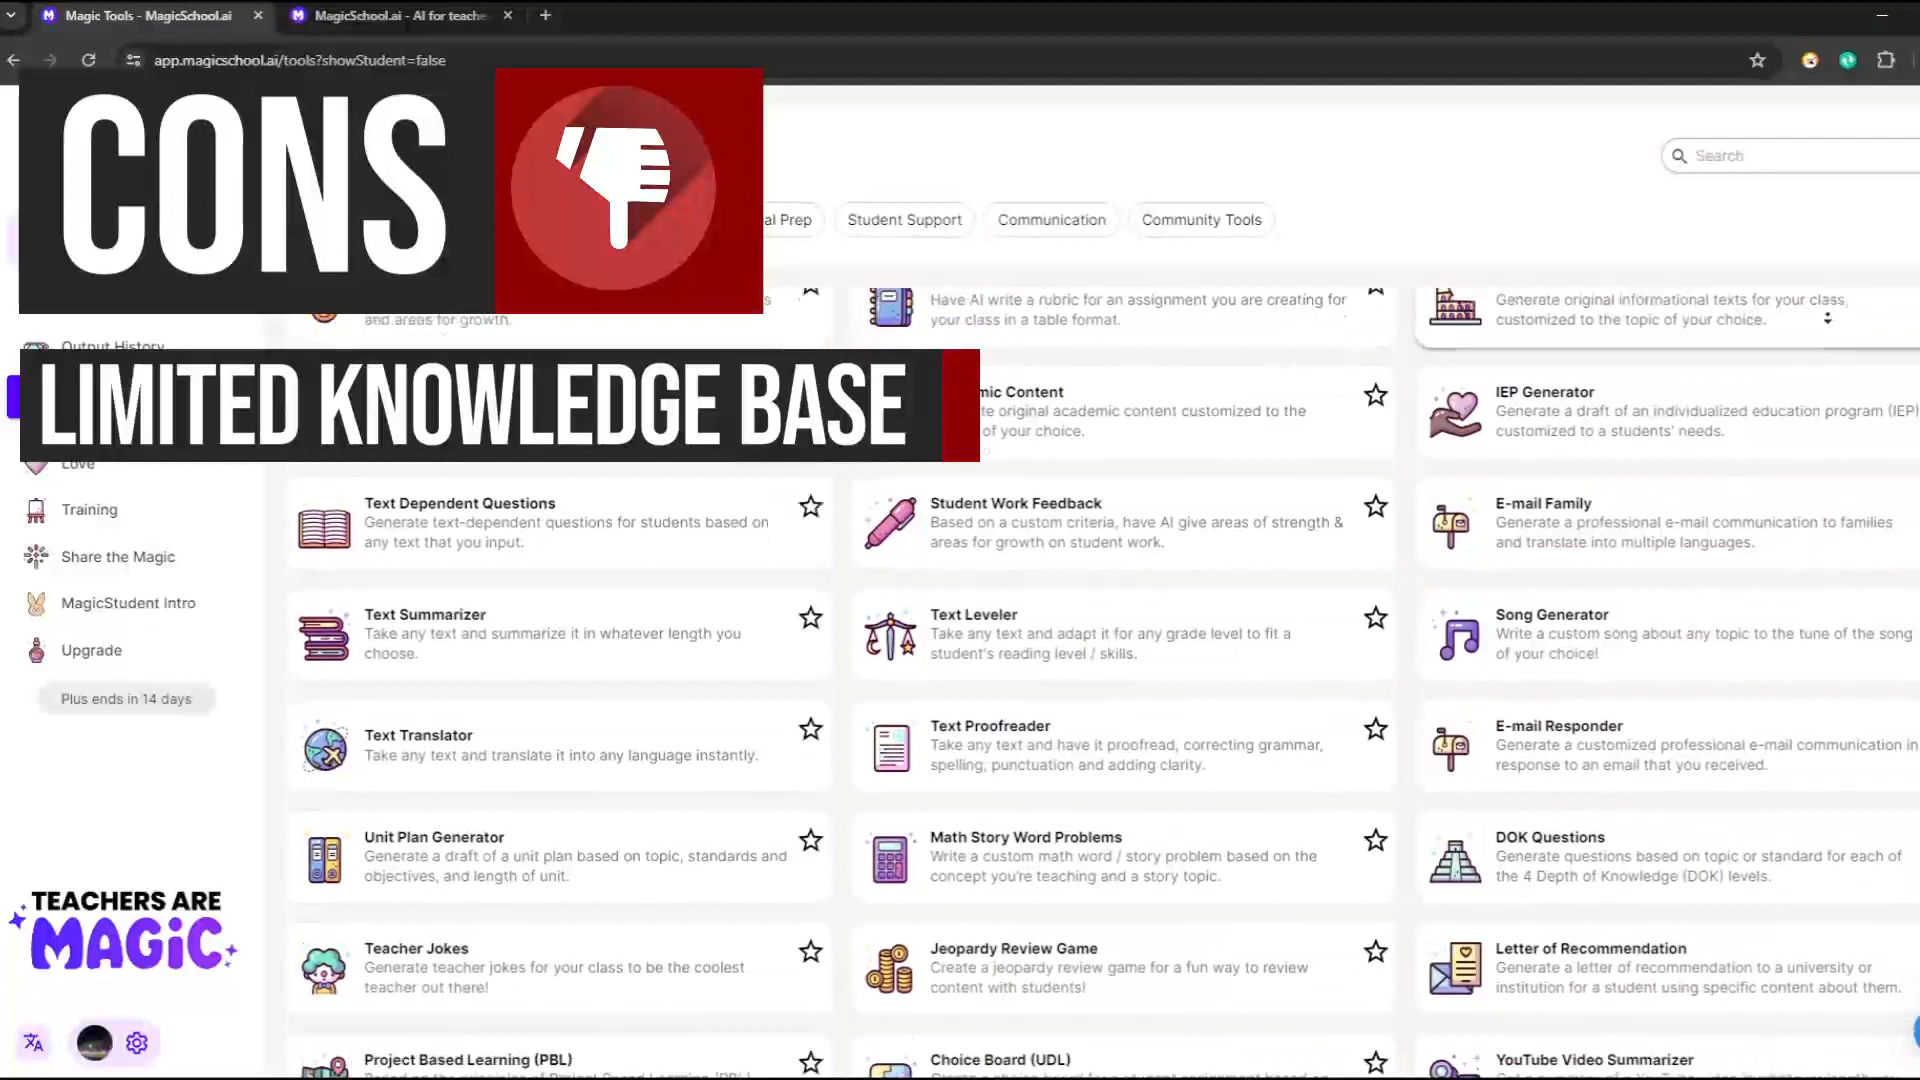 Magic Tools - MagicSchool.ai
MagicSchool.ai - AI for teache
app.magicschool.ai/tools?showStudent=false
CONS
Search
al Prep
Student Support
Communication
Community Tools
s
and areas for growth.
Have AI write a rubric for an assignment you are creating for
your class in a table format.
Generate original informational texts for your class,
customized to the topic of your choice.
Output History
LIMITED KNOWLEDGE BASE
mic Content
te original academic content customized to the
of your choice.
IEP Generator
Generate a draft of an individualized education program (IEP)
customized to a students' needs.
Love
Training
Share the Magic
MagicStudent Intro
Upgrade
Plus ends in 14 days
Text Dependent Questions
Generate text-dependent questions for students based on
any text that you input.
Student Work Feedback
Based on a custom criteria, have AI give areas of strength &
areas for growth on student work.
E-mail Family
Generate a professional e-mail communication to families
and translate into multiple languages.
Text Summarizer
Take any text and summarize it in whatever length you
choose.
Text Leveler
Take any text and adapt it for any grade level to fit a
student's reading level / skills.
Song Generator
Write a custom song about any topic to the tune of the song
of your choice!
Text Translator
Take any text and translate it into any language instantly.
Text Proofreader
Take any text and have it proofread, correcting grammar,
spelling, punctuation and adding clarity.
E-mail Responder
Generate a customized professional e-mail communication in
response to an email that you received.
Unit Plan Generator
Generate a draft of a unit plan based on topic, standards and
objectives, and length of unit.
Math Story Word Problems
Write a custom math word / story problem based on the
concept you're teaching and a story topic.
DOK Questions
Generate questions based on topic or standard for each of
the 4 Depth of Knowledge (DOK) levels.
TEACHERS ARE
MAGiC
Teacher Jokes
Generate teacher jokes for your class to be the coolest
teacher out there!
Jeopardy Review Game
Create a jeopardy review game for a fun way to review
content with students!
Letter of Recommendation
Generate a letter of recommendation to a university or
institution for a student using specific content about them.
Project Based Learning (PBL)
Choice Board (UDL)
YouTube Video Summarizer